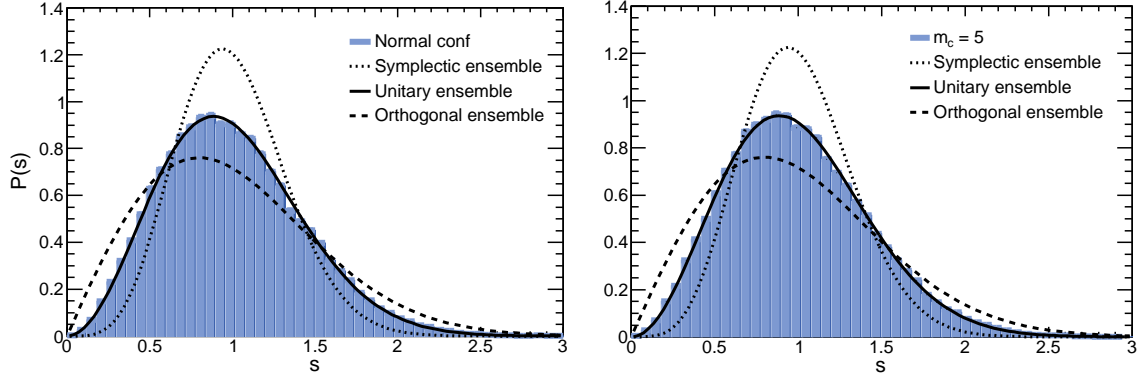 P(s)
1.4
1.2
1
0.8
0.6
0.4
0.2
0
0 0.5 1 1.5 2 2.5 3
s
Normal conf
Symplectic ensemble
Unitary ensemble
Orthogonal ensemble
1.4
1.2
1
0.8
0.6
0.4
0.2
0
0 0.5 1 1.5 2 2.5 3
s
m_c = 5
Symplectic ensemble
Unitary ensemble
Orthogonal ensemble